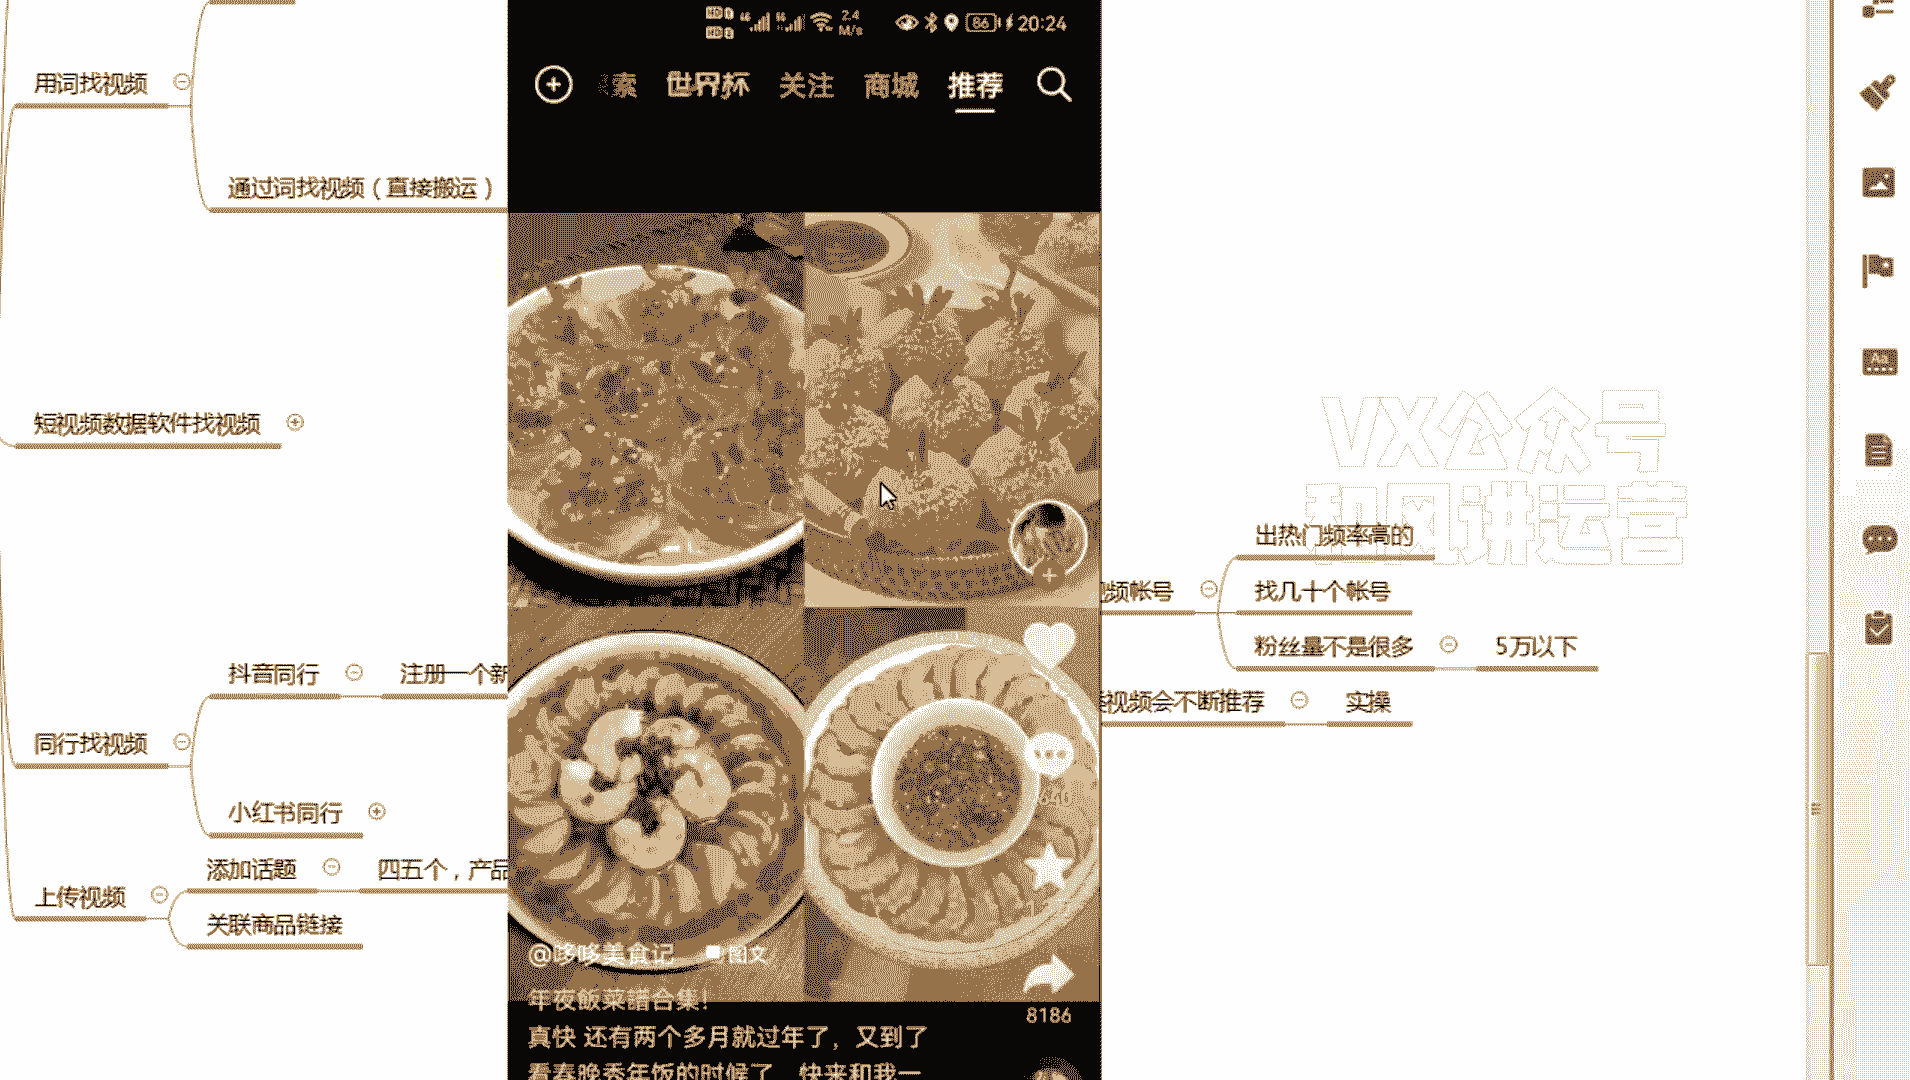 用词找视频
通过词找视频（直接搬运）
短视频数据软件找视频
抖音同行
注册一个新
同行找视频
小红书同行
添加话题
四五个，产品
上传视频
关联商品链接
2.4
M/s
86
20:24
索
世界杯
关注
商城
推荐
@哆哆美食记
图文
年夜飯菜譜合集！
真快 还有两个多月就过年了，又到了
看春晚秀年饭的时候了 快来和我一
640
8186
VX公众号
和风讲运营
出热门频率高的
频帐号
找几十个帐号
粉丝量不是很多
5万以下
视频会不断推荐
实操
Aa